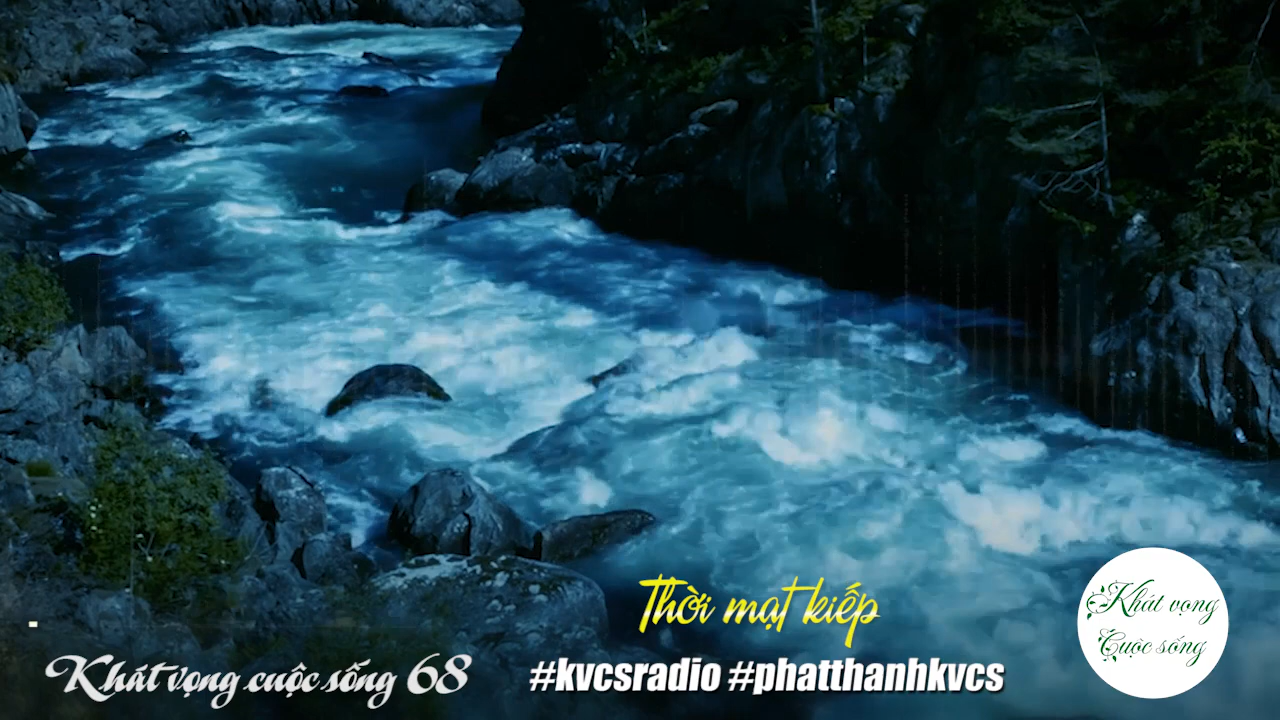 Thời mạt kiếp
Khát vọng cuộc sống 68
#kvcsradio #phatthanhkvcs
Khát vọng
Cuộc sống